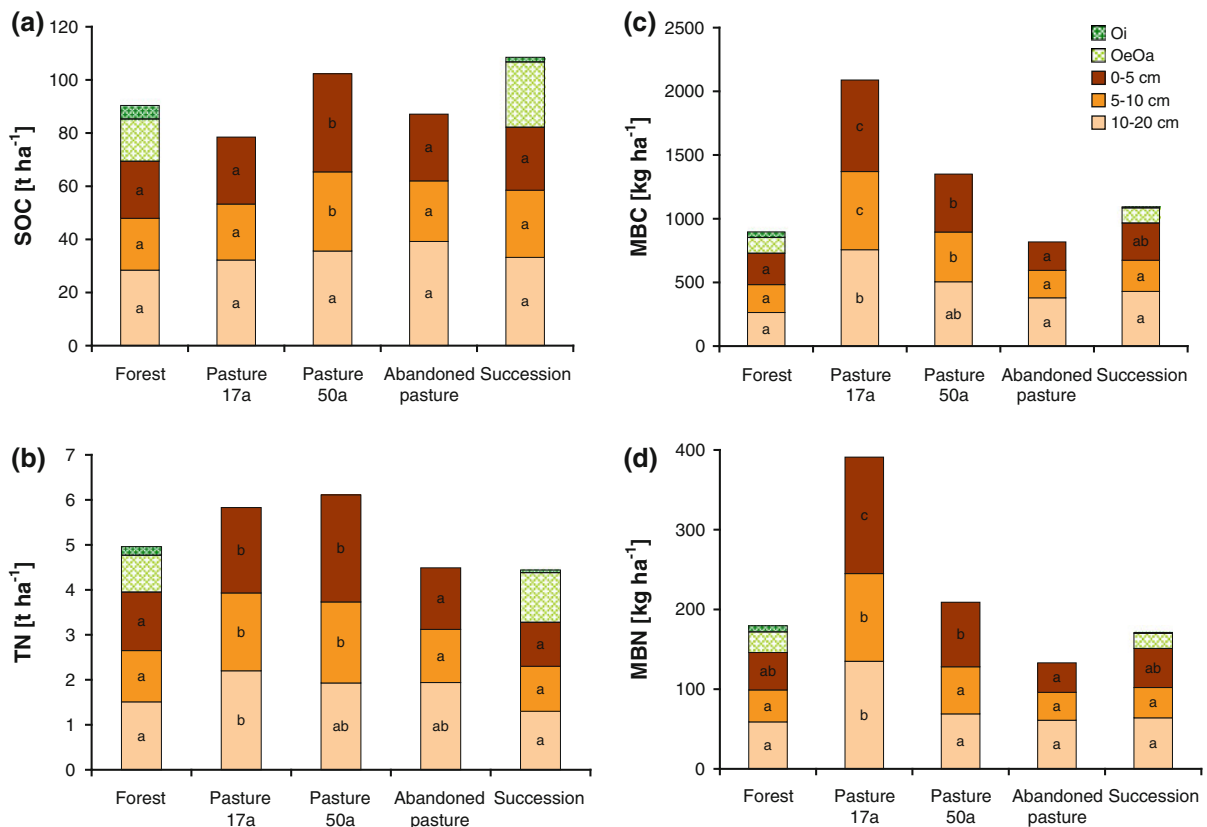 (a)
SOC [t ha-1]
120
100
80
60
40
20
0
b
a a a a
b
a a a a
a a a a a
Forest Pasture 17a Pasture 50a Abandoned pasture Succession
(c)
MBC [kg ha-1]
2500
2000
1500
1000
500
0
Oi
OeOa
0-5 cm
5-10 cm
10-20 cm
a c b a ab
a c b a a
a b ab a a
Forest Pasture 17a Pasture 50a Abandoned pasture Succession
(b)
TN [t ha-1]
7
6
5
4
3
2
1
0
a b b a a
a b b a a
a b ab ab a
Forest Pasture 17a Pasture 50a Abandoned pasture Succession
(d)
MBN [kg ha-1]
400
300
200
100
0
ab c b a ab
a b a a a
a b a a a
Forest Pasture 17a Pasture 50a Abandoned pasture Succession